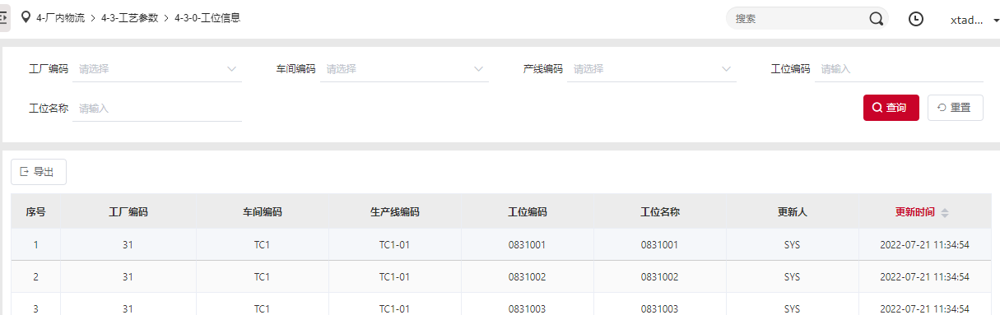 4-厂内物流 > 4-3-工艺参数 > 4-3-0-工位信息 搜索 xtad...
工厂编码 请选择 车间编码 请选择 产线编码 请选择 工位编码 请输入
工位名称 请输入 查询 重置
导出
序号 工厂编码 车间编码 生产线编码 工位编码 工位名称 更新人 更新时间
1 31 TC1 TC1-01 0831001 0831001 SYS 2022-07-21 11:34:54
2 31 TC1 TC1-01 0831002 0831002 SYS 2022-07-21 11:34:54
3 31 TC1 TC1-01 0831003 0831003 SYS 2022-07-21 11:34:54